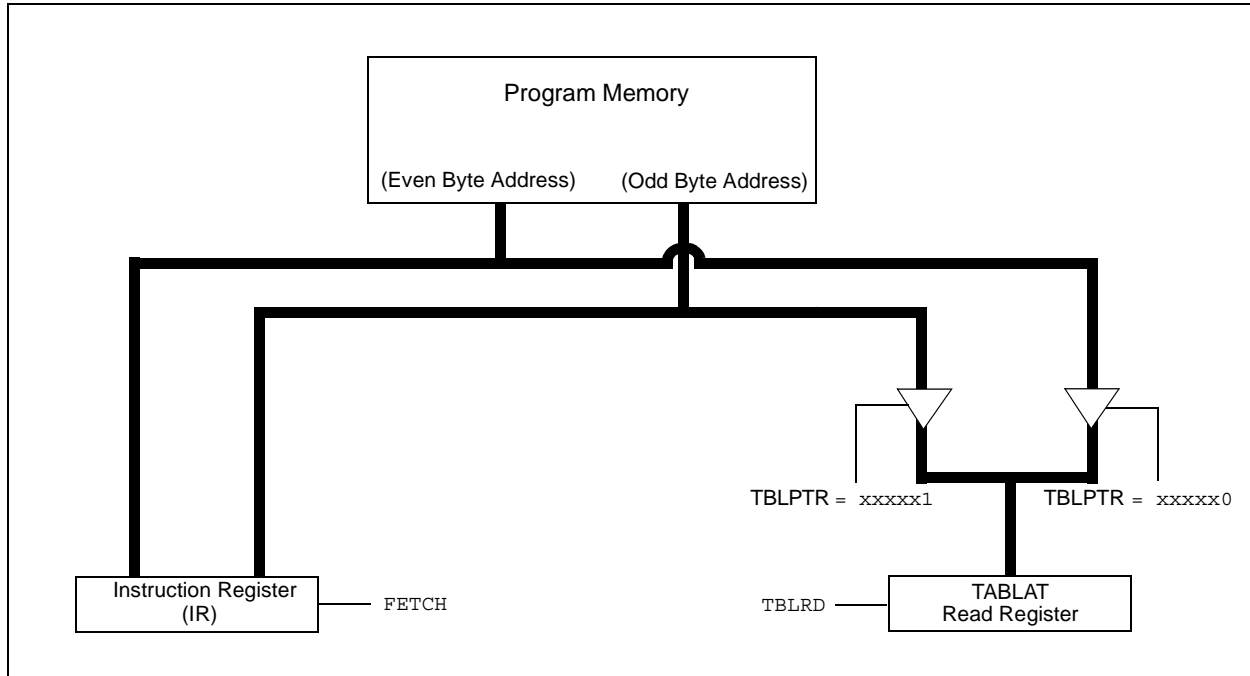 Program Memory
(Even Byte Address) (Odd Byte Address)
TBLPTR = xxxxx1 TBLPTR = xxxxx0
Instruction Register
(IR)
FETCH
TBLRD
TABLAT
Read Register